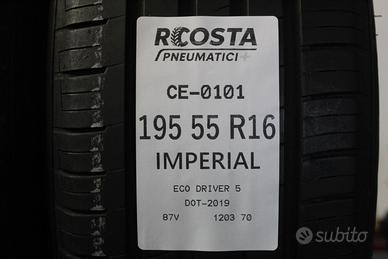 RCOSTA
PNEUMATICI+
CE-0101
195 55 R16
IMPERIAL
ECO DRIVER 5
DOT-2019
87V 1203 70
subito